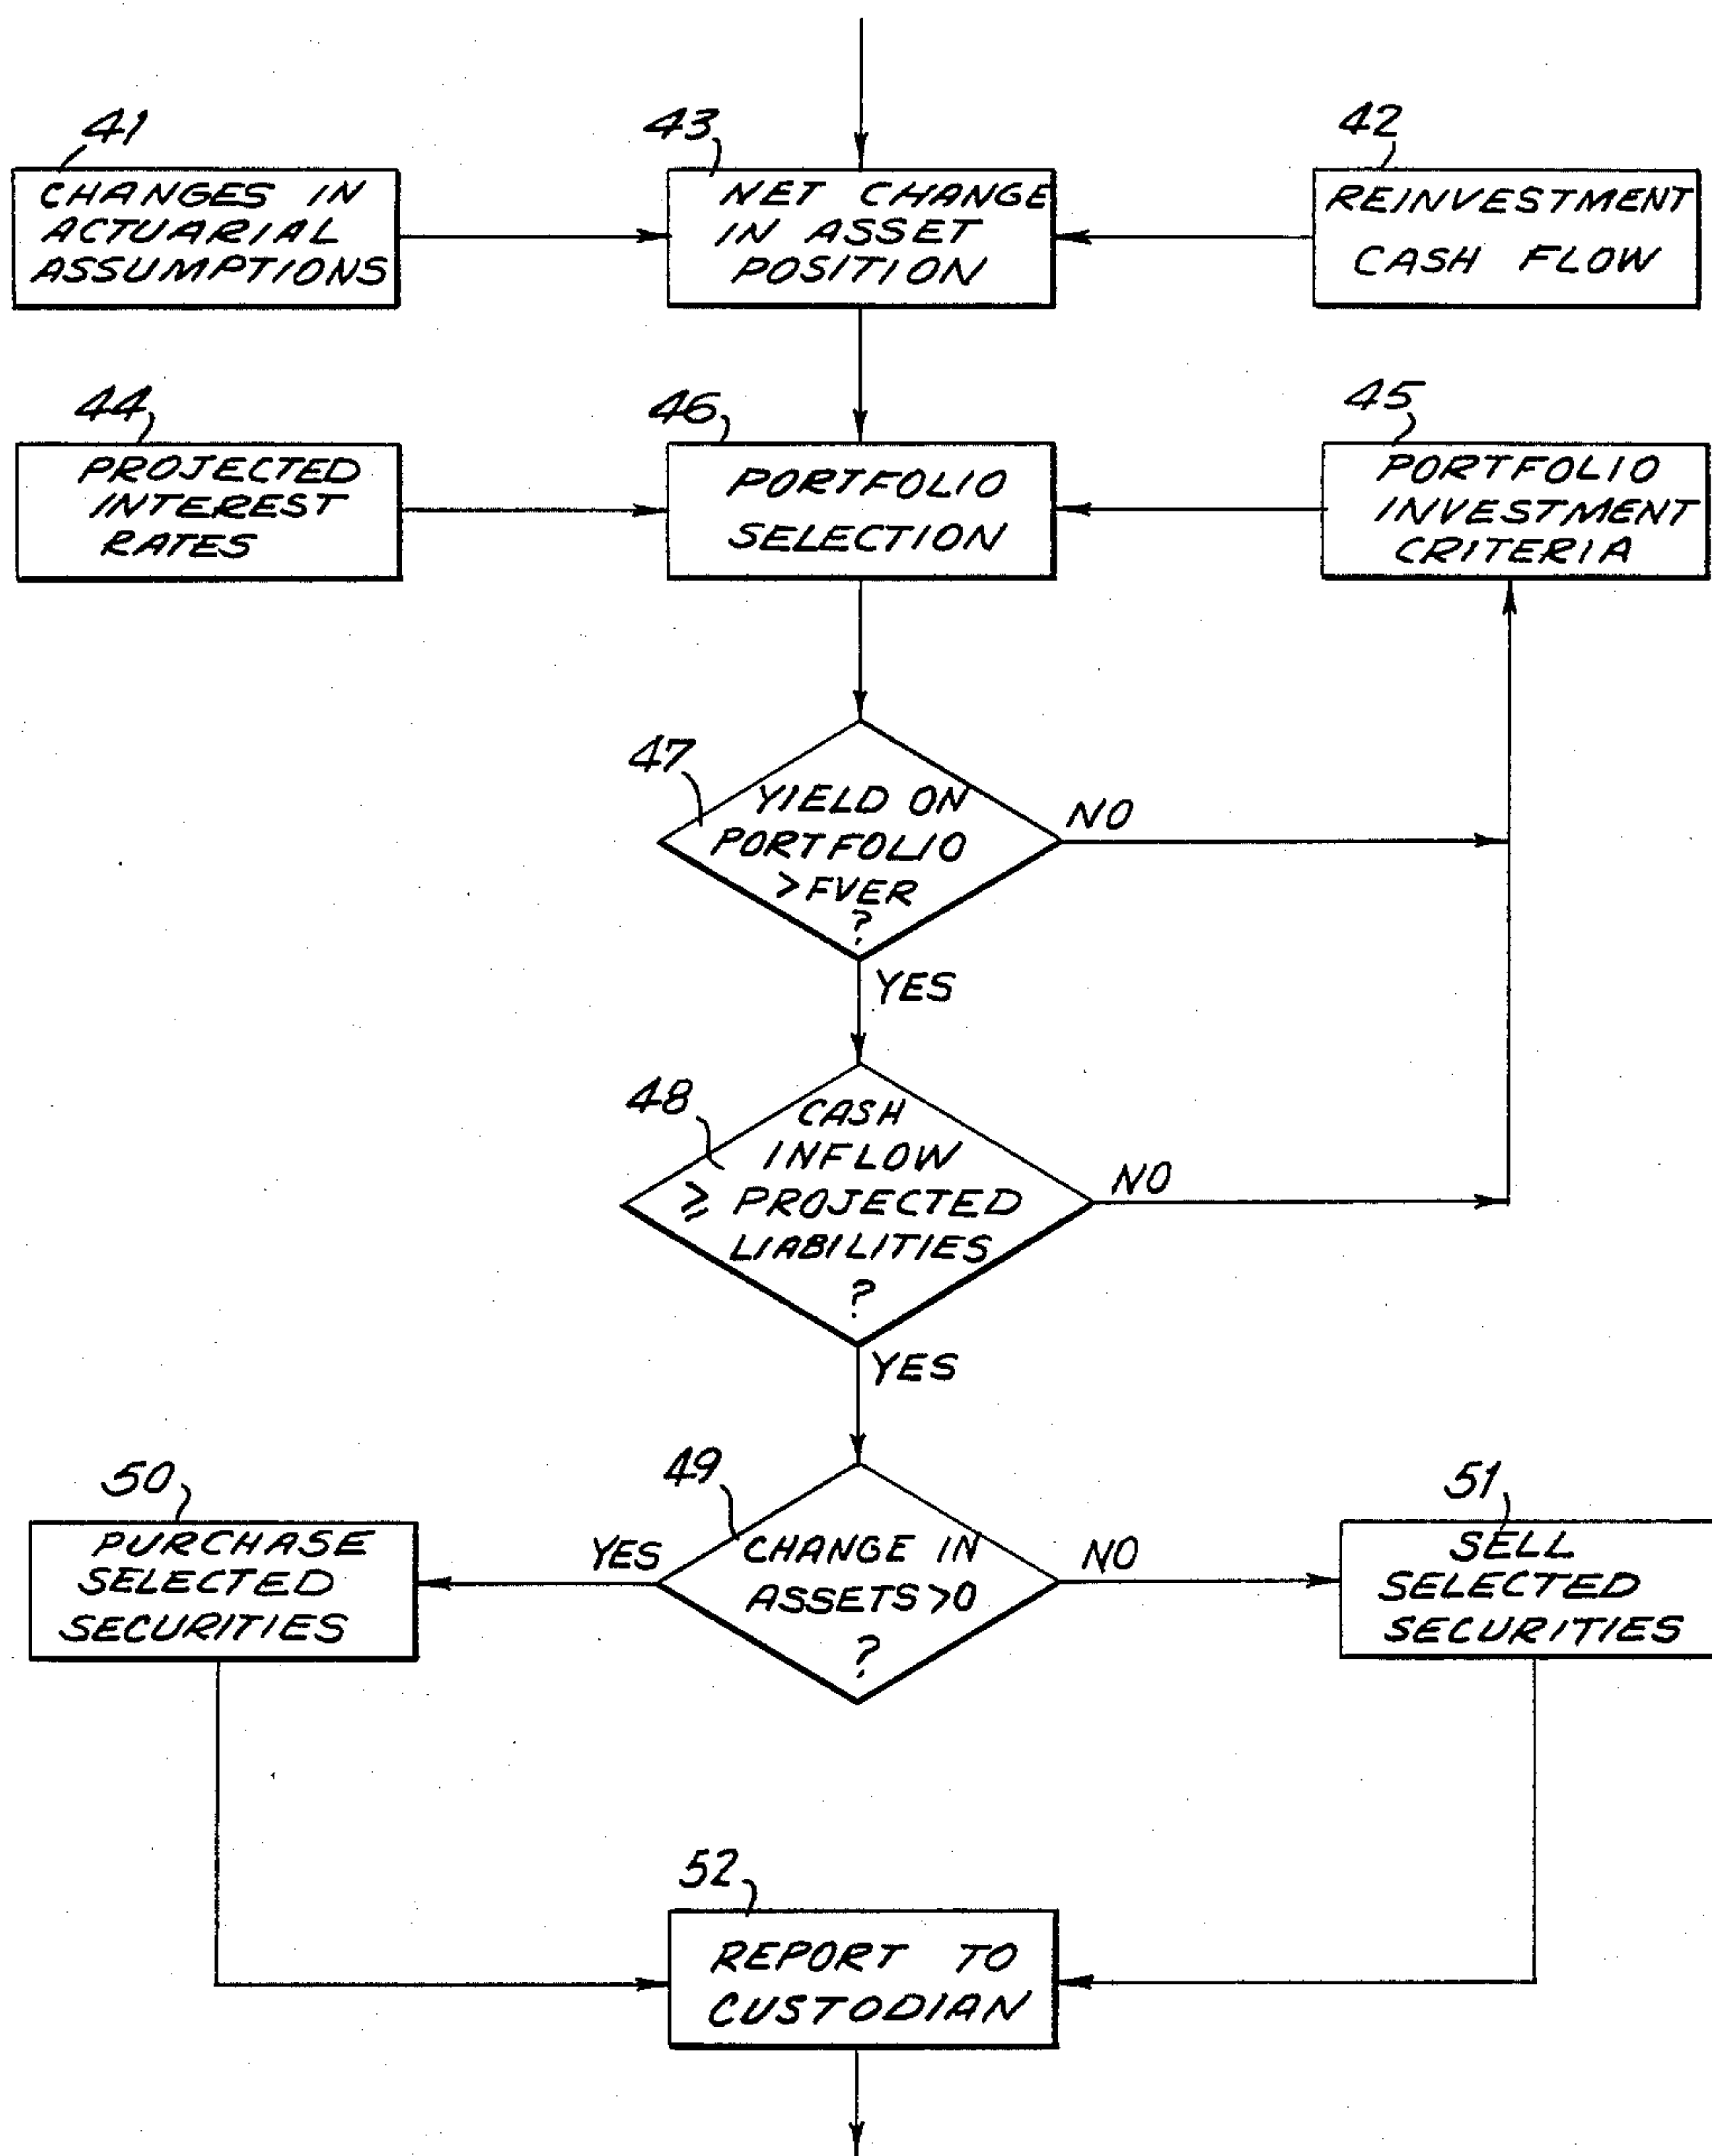 41
CHANGES IN
ACTUARIAL
ASSUMPTIONS
43
NET CHANGE
IN ASSET
POSITION
42
REINVESTMENT
CASH FLOW
44
PROJECTED
INTEREST
RATES
46
PORTFOLIO
SELECTION
45
PORTFOLIO
INVESTMENT
CRITERIA
47
YIELD ON
PORTFOLIO
>FVER
?
NO
YES
48
CASH
INFLOW
≥ PROJECTED
LIABILITIES
?
NO
YES
49
CHANGE IN
ASSETS>0
?
YES
NO
50
PURCHASE
SELECTED
SECURITIES
51
SELL
SELECTED
SECURITIES
52
REPORT TO
CUSTODIAN